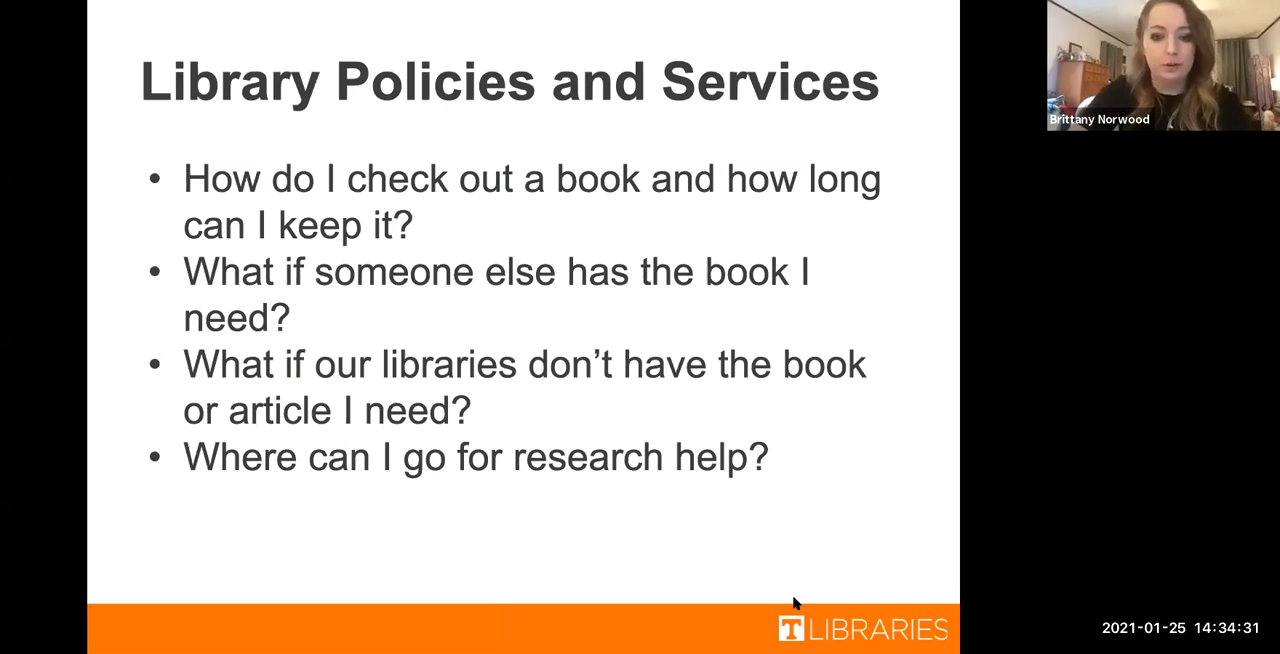 Library Policies and Services
• How do I check out a book and how long
can I keep it?
• What if someone else has the book I
need?
• What if our libraries don’t have the book
or article I need?
• Where can I go for research help?
T LIBRARIES
Brittany Norwood
2021-01-25 14:34:31